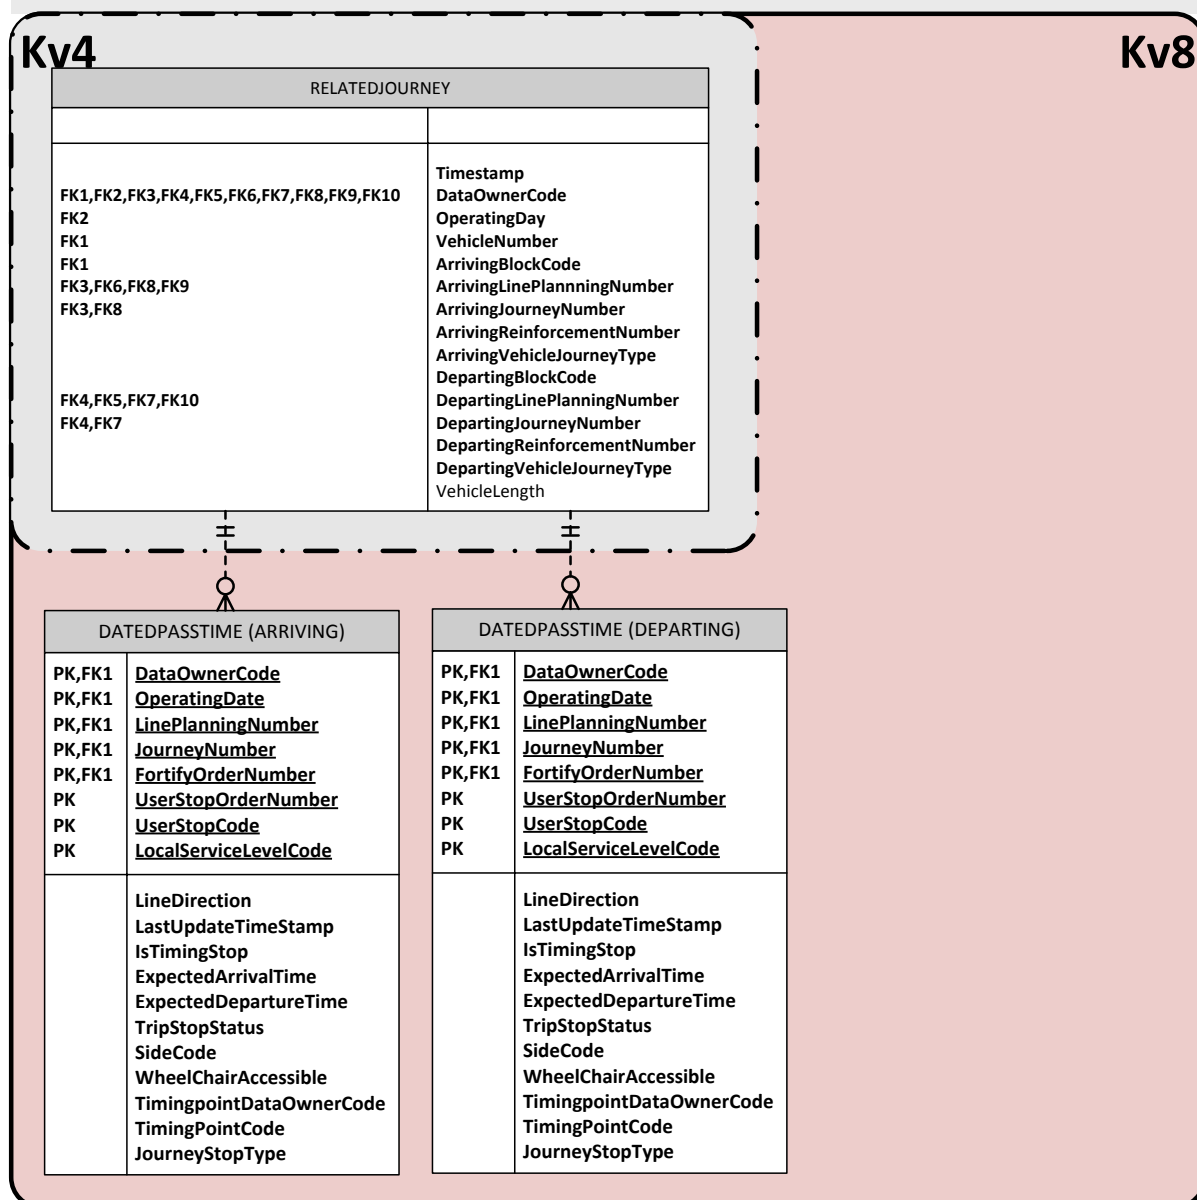 Kv4
Kv8
RELATEDJOURNEY
Timestamp
FK1,FK2,FK3,FK4,FK5,FK6,FK7,FK8,FK9,FK10 DataOwnerCode
FK2 OperatingDay
FK1 VehicleNumber
FK1 ArrivingBlockCode
FK3,FK6,FK8,FK9 ArrivingLinePlannningNumber
FK3,FK8 ArrivingJourneyNumber
ArrivingReinforcementNumber
ArrivingVehicleJourneyType
DepartingBlockCode
FK4,FK5,FK7,FK10 DepartingLinePlanningNumber
FK4,FK7 DepartingJourneyNumber
DepartingReinforcementNumber
DepartingVehicleJourneyType
VehicleLength
DATEDPASSTIME (ARRIVING)
PK,FK1 DataOwnerCode
PK,FK1 OperatingDate
PK,FK1 LinePlanningNumber
PK,FK1 JourneyNumber
PK,FK1 FortifyOrderNumber
PK UserStopOrderNumber
PK UserStopCode
PK LocalServiceLevelCode
LineDirection
LastUpdateTimeStamp
IsTimingStop
ExpectedArrivalTime
ExpectedDepartureTime
TripStopStatus
SideCode
WheelChairAccessible
TimingpointDataOwnerCode
TimingPointCode
JourneyStopType
DATEDPASSTIME (DEPARTING)
PK,FK1 DataOwnerCode
PK,FK1 OperatingDate
PK,FK1 LinePlanningNumber
PK,FK1 JourneyNumber
PK,FK1 FortifyOrderNumber
PK UserStopOrderNumber
PK UserStopCode
PK LocalServiceLevelCode
LineDirection
LastUpdateTimeStamp
IsTimingStop
ExpectedArrivalTime
ExpectedDepartureTime
TripStopStatus
SideCode
WheelChairAccessible
TimingpointDataOwnerCode
TimingPointCode
JourneyStopType